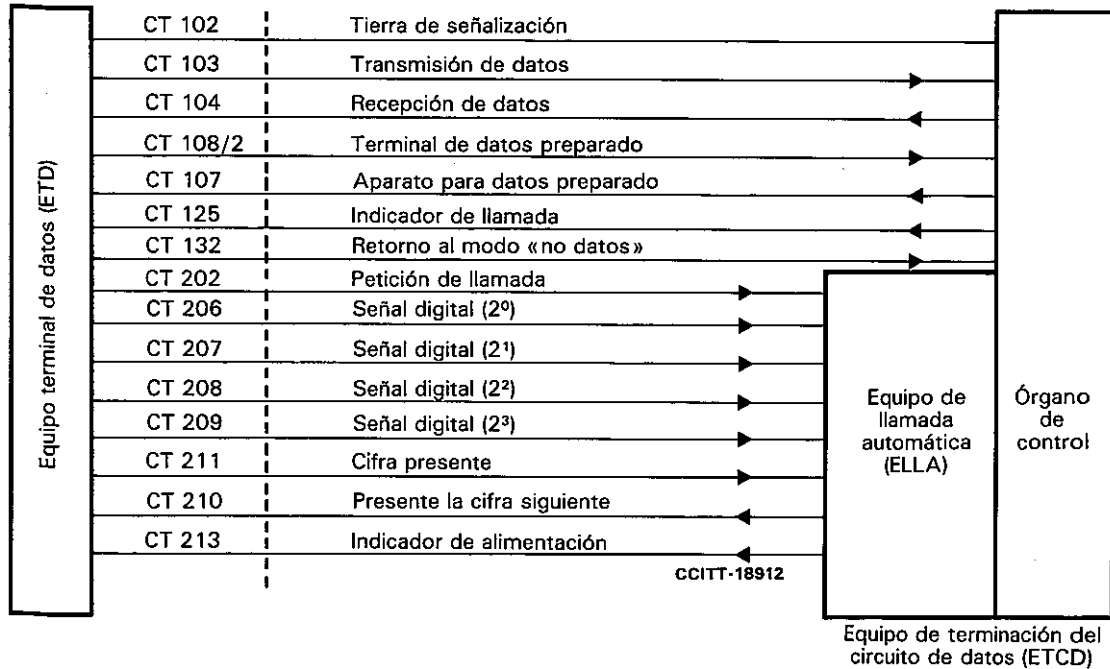 CT 102 Tierra de señalización
CT 103 Transmisión de datos
CT 104 Recepción de datos
CT 108/2 Terminal de datos preparado
CT 107 Aparato para datos preparado
CT 125 Indicador de llamada
CT 132 Retorno al modo «no datos»
CT 202 Petición de llamada
CT 206 Señal digital (2⁰)
CT 207 Señal digital (2¹)
CT 208 Señal digital (2²)
CT 209 Señal digital (2³)
CT 211 Cifra presente
CT 210 Presente la cifra siguiente
CT 213 Indicador de alimentación
Equipo terminal de datos (ETD)
Equipo de
llamada
automática
(ELLA)
Órgano
de
control
CCITT-18912
Equipo de terminación del
circuito de datos (ETCD)